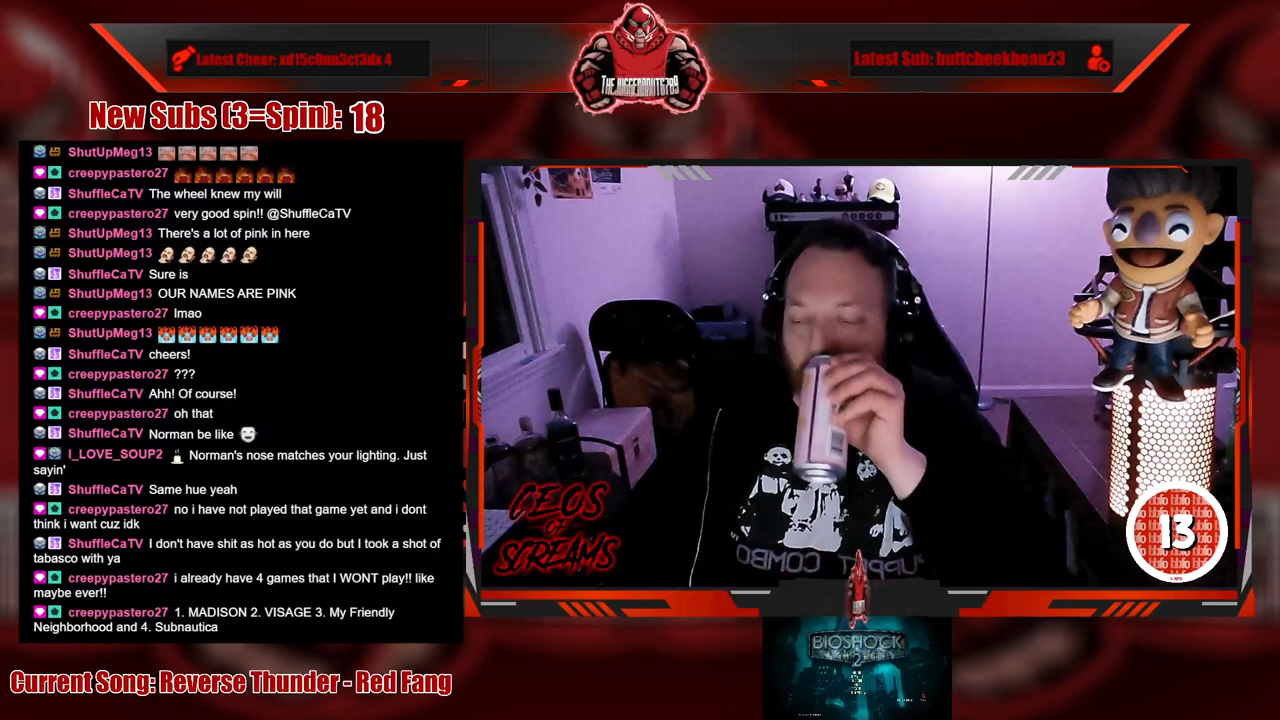 Latest Cheer: xd15c0nn3ct3dx 4
THEJUGGERNAUT6789
Latest Sub: buttcheekbeau23
New Subs (3=Spin): 18
ShutUpMeg13
creepypastero27
ShuffleCaTV The wheel knew my will
creepypastero27 very good spin!! @ShuffleCaTV
ShutUpMeg13 There's a lot of pink in here
ShutUpMeg13
ShuffleCaTV Sure is
ShutUpMeg13 OUR NAMES ARE PINK
creepypastero27 lmao
ShutUpMeg13
ShuffleCaTV cheers!
creepypastero27 ???
ShuffleCaTV Ahh! Of course!
creepypastero27 oh that
ShuffleCaTV Norman be like
I_LOVE_SOUP2 Norman's nose matches your lighting. Just
sayin'
ShuffleCaTV Same hue yeah
creepypastero27 no i have not played that game yet and i dont
think i want cuz idk
ShuffleCaTV I don't have shit as hot as you do but I took a shot of
tabasco with ya
creepypastero27 i already have 4 games that I WONT play!! like
maybe ever!!
creepypastero27 1. MADISON 2. VISAGE 3. My Friendly
Neighborhood and 4. Subnautica
CEOS
OF
SCREAMS
COMBO
13
BIOSHOCK
2
Current Song: Reverse Thunder - Red Fang